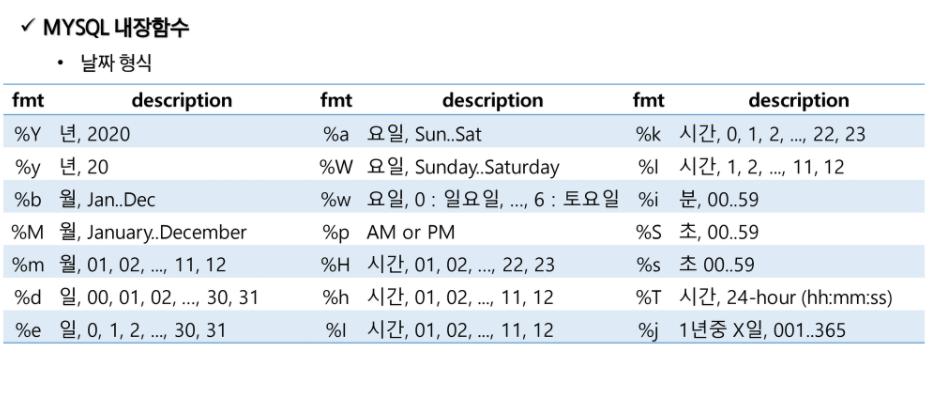 ✓ MYSQL 내장함수
• 날짜 형식
fmt description fmt description fmt description
%Y 년, 2020 %a 요일, Sun..Sat %k 시간, 0, 1, 2, ..., 22, 23
%y 년, 20 %W 요일, Sunday..Saturday %l 시간, 1, 2, ..., 11, 12
%b 월, Jan..Dec %w 요일, 0 : 일요일, ..., 6 : 토요일 %i 분, 00..59
%M 월, January..December %p AM or PM %S 초, 00..59
%m 월, 01, 02, ..., 11, 12 %H 시간, 01, 02, ..., 22, 23 %s 초 00..59
%d 일, 00, 01, 02, ..., 30, 31 %h 시간, 01, 02, ..., 11, 12 %T 시간, 24-hour (hh:mm:ss)
%e 일, 0, 1, 2, ..., 30, 31 %I 시간, 01, 02, ..., 11, 12 %j 1년중 X일, 001..365